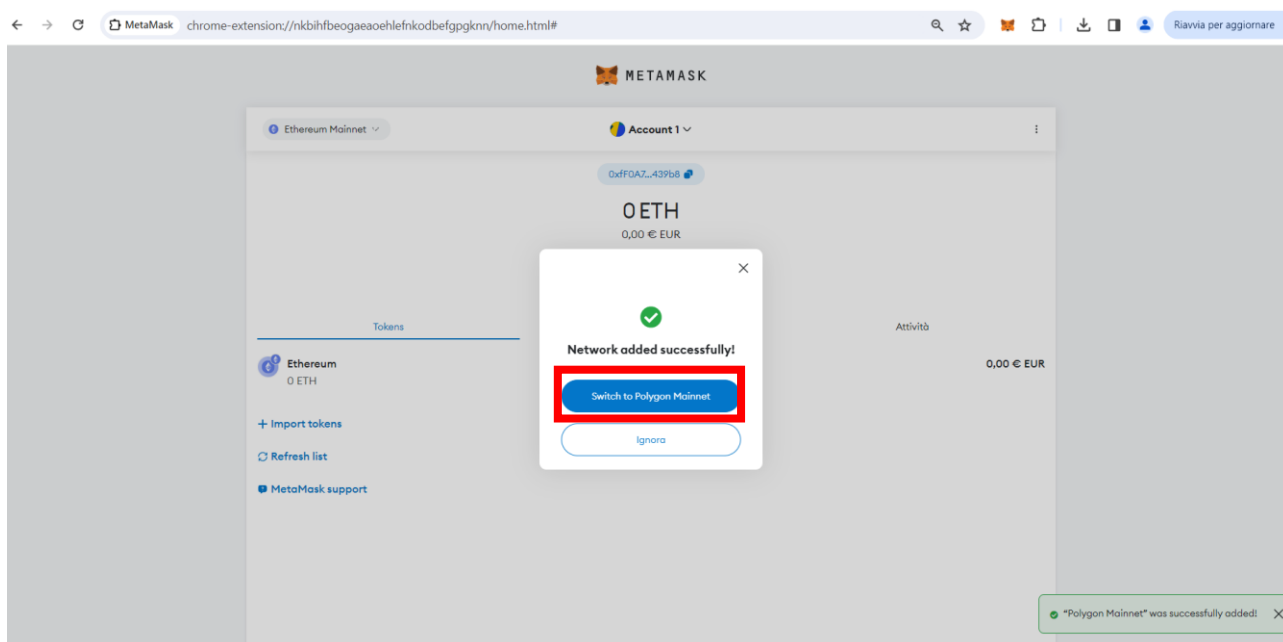 MetaMask chrome-extension://nkbihfbeogaeaoehlefnkodbefgpgknn/home.html# Riavvia per aggiornare
METAMASK
Ethereum Mainnet Account 1
0xfF0A7...439b8
0 ETH
0,00 € EUR
Tokens Attività
Network added successfully!
Ethereum 0,00 € EUR
0 ETH
Switch to Polygon Mainnet
+ Import tokens
Ignora
Refresh list
MetaMask support
"Polygon Mainnet" was successfully added!